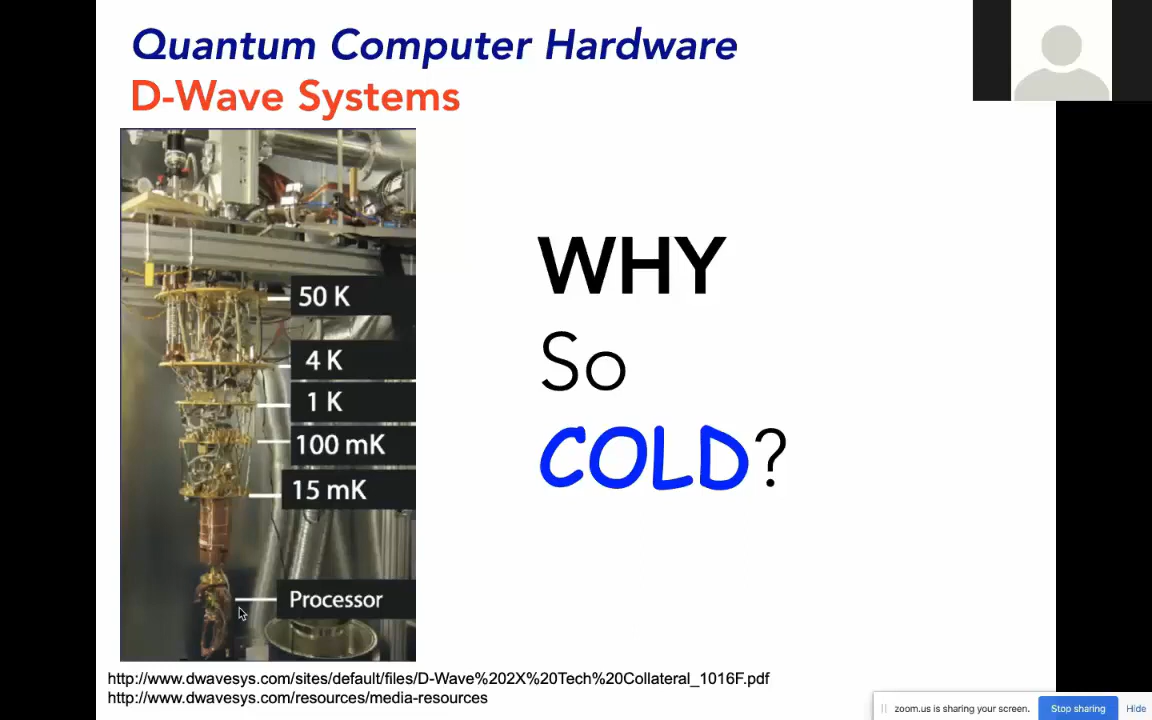 Quantum Computer Hardware
D-Wave Systems
50 K
4 K
1 K
100 mK
15 mK
Processor
WHY
So
COLD?
http://www.dwavesys.com/sites/default/files/D-Wave%202X%20Tech%20Collateral_1016F.pdf
http://www.dwavesys.com/resources/media-resources
zoom.us is sharing your screen. Stop sharing Hide